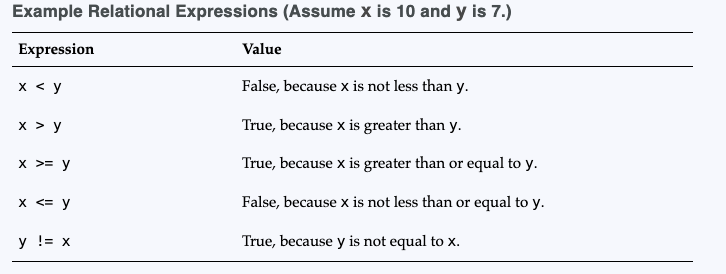 Example Relational Expressions (Assume x is 10 and y is 7.)
Expression Value
x < y False, because x is not less than y.
x > y True, because x is greater than y.
x >= y True, because x is greater than or equal to y.
x <= y False, because x is not less than or equal to y.
y != x True, because y is not equal to x.